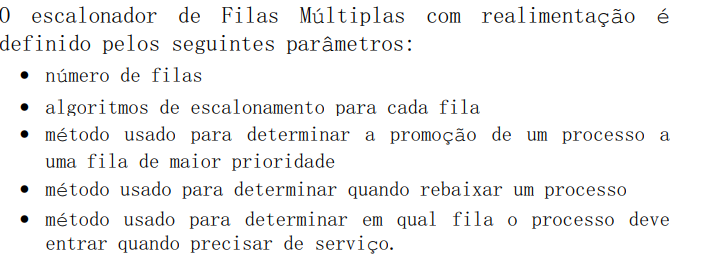 O escalonador de Filas Múltiplas com realimentação é
definido pelos seguintes parâmetros:
• número de filas
• algoritmos de escalonamento para cada fila
• método usado para determinar a promoção de um processo a
uma fila de maior prioridade
• método usado para determinar quando rebaixar um processo
• método usado para determinar em qual fila o processo deve
entrar quando precisar de serviço.